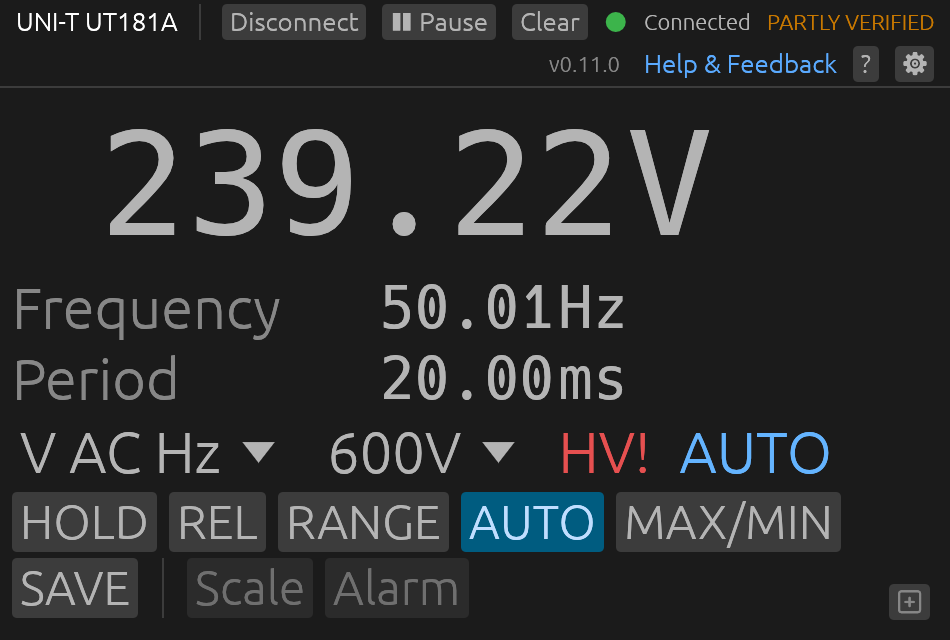 UNI-T UT181A Disconnect Pause Clear Connected PARTLY VERIFIED
v0.11.0 Help & Feedback ?
239.22V
Frequency 50.01Hz
Period 20.00ms
V AC Hz 600V HV! AUTO
HOLD REL RANGE AUTO MAX/MIN
SAVE Scale Alarm